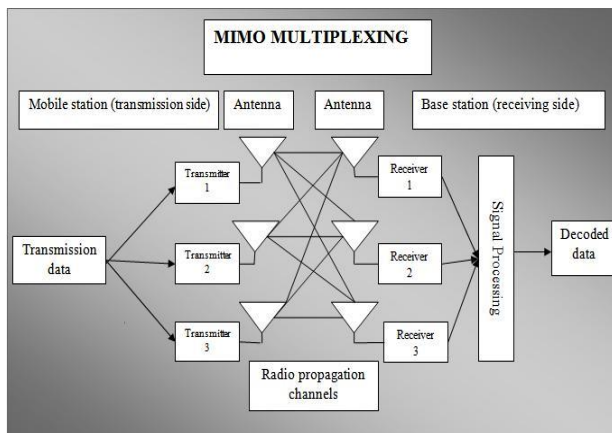 MIMO MULTIPLEXING
Mobile station (transmission side)
Antenna
Antenna
Base station (receiving side)
Transmitter
1
Receiver
1
Transmission
data
Transmitter
2
Receiver
2
Signal Processing
Decoded
data
Transmitter
3
Receiver
3
Radio propagation
channels